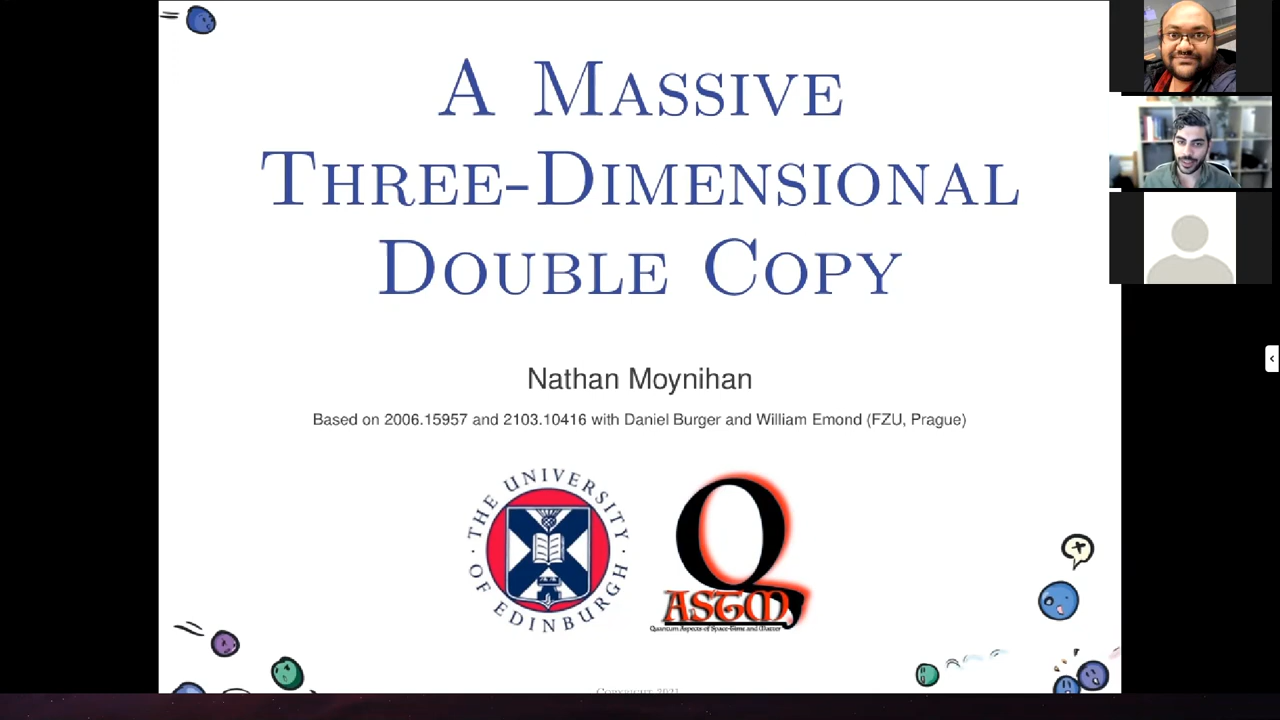 A Massive
Three-Dimensional
Double Copy
Nathan Moynihan
Based on 2006.15957 and 2103.10416 with Daniel Burger and William Emond (FZU, Prague)
THE UNIVERSITY
OF EDINBURGH
Q
ASTM
Quantum Aspects of Space-Time and Matter